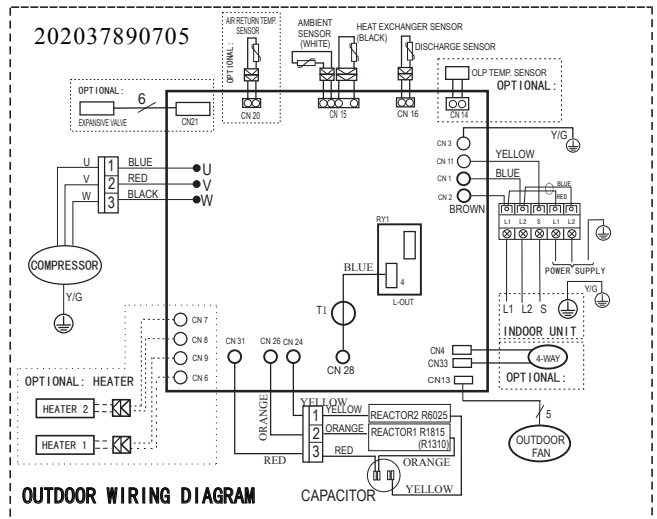 202037890705
AIR RETURN TEMP.
SENSOR
OPTIONAL:
AMBIENT
SENSOR
(WHITE)
HEAT EXCHANGER SENSOR
(BLACK)
DISCHARGE SENSOR
OLP TEMP. SENSOR
OPTIONAL:
OPTIONAL:
6
EXPANSIVE VALVE
CN21
CN 20
CN 15
CN 16
CN 14
CN 3
Y/G
CN 11
YELLOW
CN 1
BLUE
CN 2
BROWN
BLUE
RED
L1 L2 S L1 L2
POWER SUPPLY
L1 L2 S
Y/G
INDOOR UNIT
U 1 BLUE U
V 2 RED V
W 3 BLACK W
COMPRESSOR
Y/G
RY1
BLUE
4
L-OUT
T1
CN 28
CN 7
CN 8
CN 9
CN 6
CN 31
CN 26
CN 24
CN4
CN33
CN13
4-WAY
OPTIONAL:
OPTIONAL: HEATER
HEATER 2
HEATER 1
ORANGE
YELLOW
RED
1 YELLOW REACTOR2 R6025
2 ORANGE REACTOR1 R1815
(R1310)
3 RED
ORANGE
YELLOW
5
OUTDOOR
FAN
CAPACITOR
OUTDOOR WIRING DIAGRAM